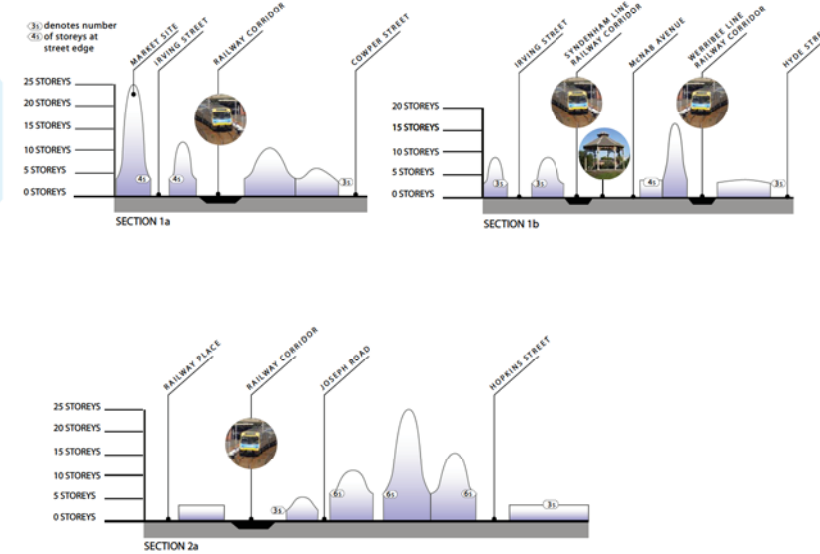 3s denotes number
4s of storeys at
street edge
MARKET SITE
IRVING STREET
RAILWAY CORRIDOR
COWPER STREET
25 STOREYS
20 STOREYS
15 STOREYS
10 STOREYS
5 STOREYS
0 STOREYS
4s
4s
3s
SECTION 1a
IRVING STREET
SYNDENHAM LINE
RAILWAY CORRIDOR
McNAB AVENUE
WERRIBEE LINE
RAILWAY CORRIDOR
HYDE STRE
20 STOREYS
15 STOREYS
10 STOREYS
5 STOREYS
0 STOREYS
3s
3s
4s
3s
SECTION 1b
RAILWAY PLACE
RAILWAY CORRIDOR
JOSEPH ROAD
HOPKINS STREET
25 STOREYS
20 STOREYS
15 STOREYS
10 STOREYS
5 STOREYS
0 STOREYS
3s
6s
6s
6s
3s
SECTION 2a